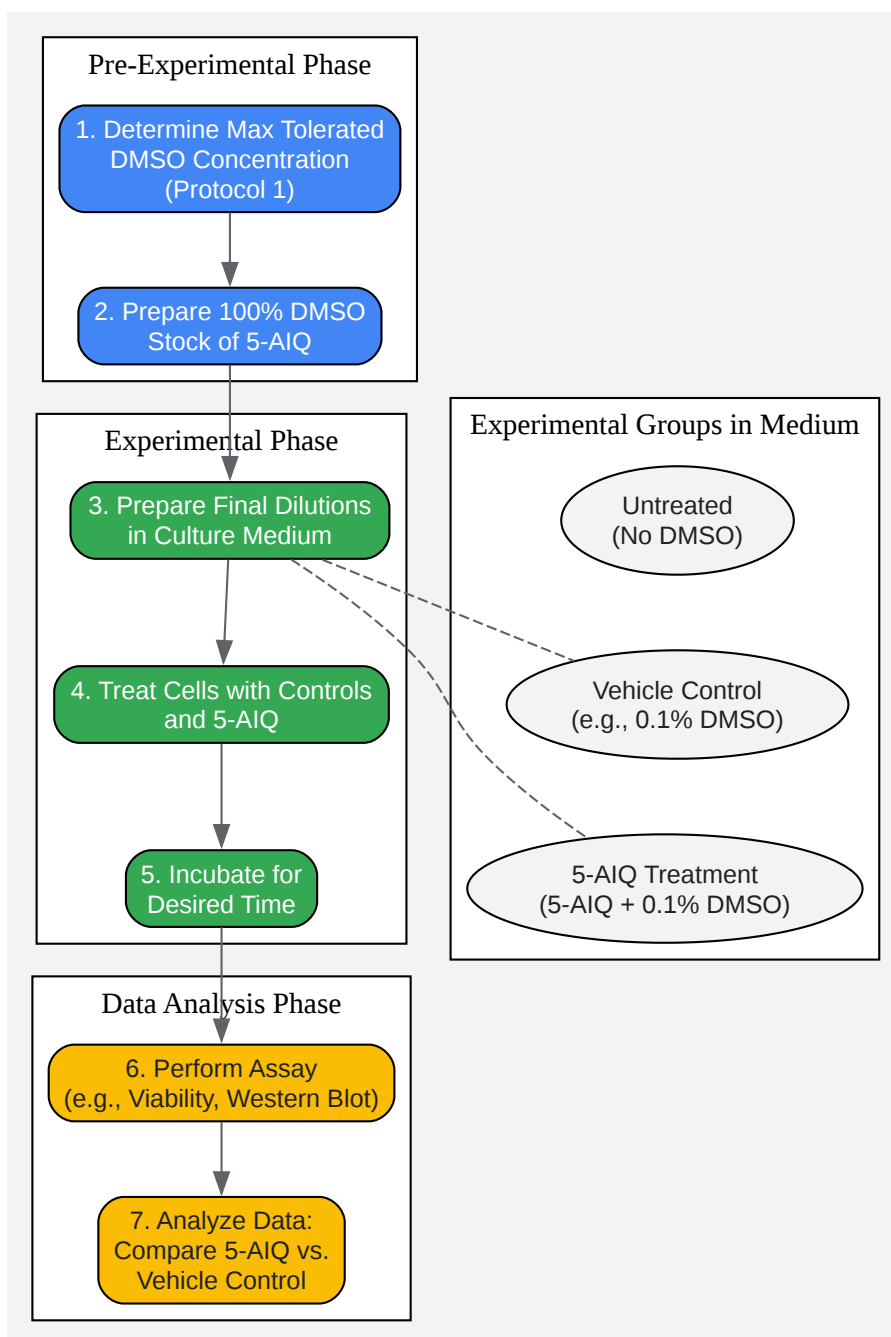 Pre-Experimental Phase
1. Determine Max Tolerated
DMSO Concentration
(Protocol 1)
2. Prepare 100% DMSO
Stock of 5-AIQ
Experimental Phase
3. Prepare Final Dilutions
in Culture Medium
4. Treat Cells with Controls
and 5-AIQ
5. Incubate for
Desired Time
Experimental Groups in Medium
Untreated
(No DMSO)
Vehicle Control
(e.g., 0.1% DMSO)
5-AIQ Treatment
(5-AIQ + 0.1% DMSO)
Data Analysis Phase
6. Perform Assay
(e.g., Viability, Western Blot)
7. Analyze Data:
Compare 5-AIQ vs.
Vehicle Control